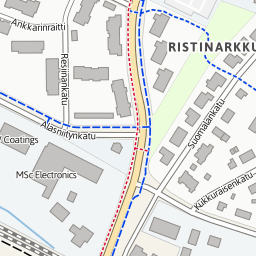 Ankkurinraitti
Resiinankatu
RISTINARKKU
Alasniitynkatu
Coatings
MSc Electronics
Suomalankatu
Kukkuraisenkatu